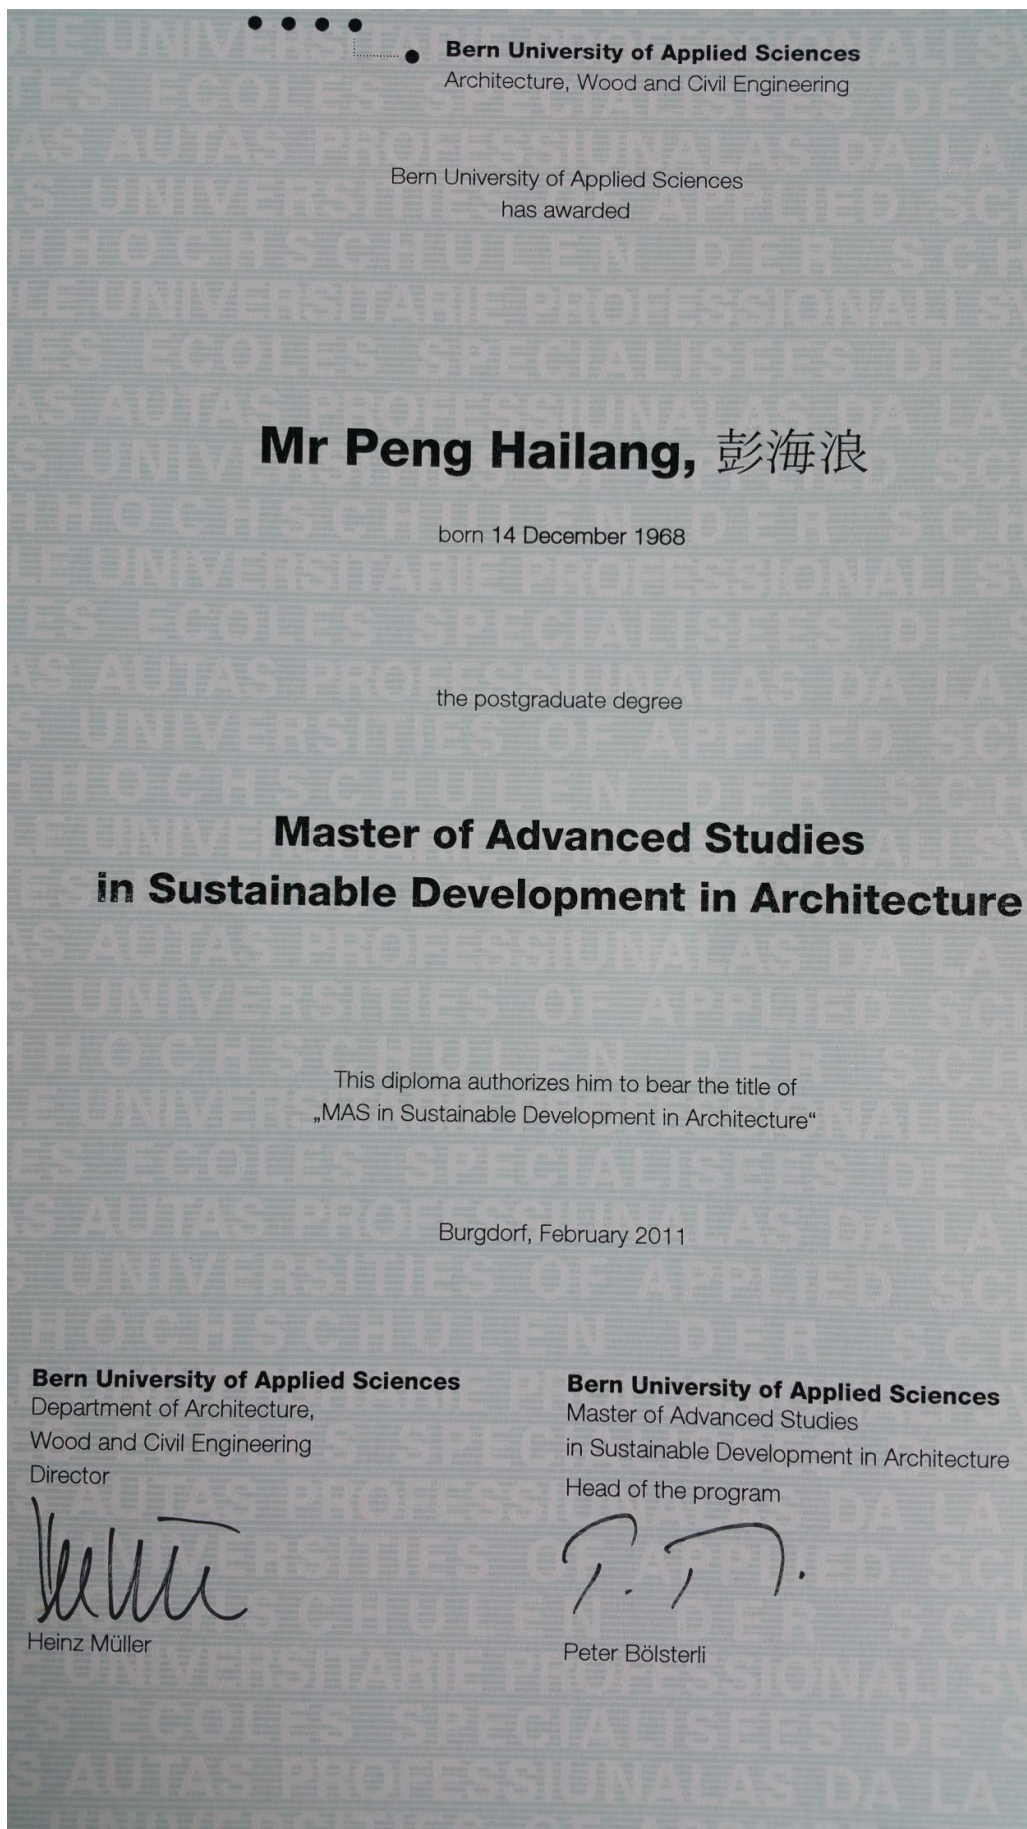 Bern University of Applied Sciences
Architecture, Wood and Civil Engineering
Bern University of Applied Sciences
has awarded
Mr Peng Hailang, 彭海浪
born 14 December 1968
the postgraduate degree
Master of Advanced Studies
in Sustainable Development in Architecture
This diploma authorizes him to bear the title of
„MAS in Sustainable Development in Architecture“
Burgdorf, February 2011
Bern University of Applied Sciences
Department of Architecture,
Wood and Civil Engineering
Director
Heinz Müller
Bern University of Applied Sciences
Master of Advanced Studies
in Sustainable Development in Architecture
Head of the program
Peter Bölsterli